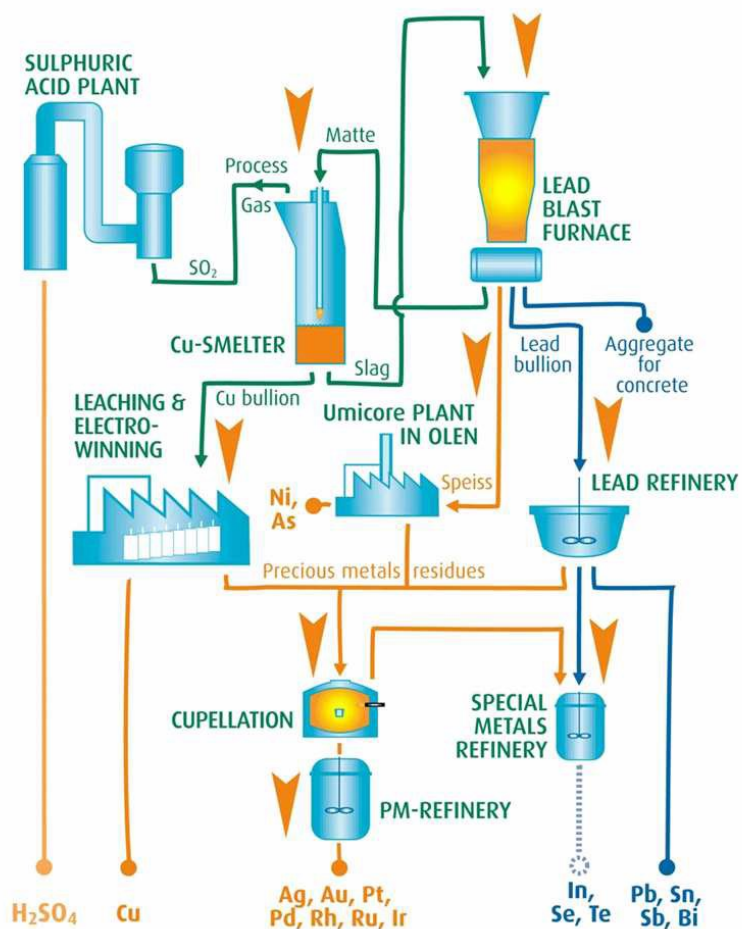 SULPHURIC
ACID PLANT
Matte
Process
Gas
LEAD
BLAST
FURNACE
SO₂
Cu-SMELTER
Slag
Lead
bullion
Aggregate
for
concrete
LEACHING &
ELECTRO-
WINNING
Cu bullion
Umicore PLANT
IN OLEN
Ni,
As
Speiss
LEAD REFINERY
Precious metals residues
CUPELLATION
SPECIAL
METALS
REFINERY
PM-REFINERY
H₂SO₄
Cu
Ag, Au, Pt,
Pd, Rh, Ru, Ir
In,
Se, Te
Pb, Sn,
Sb, Bi